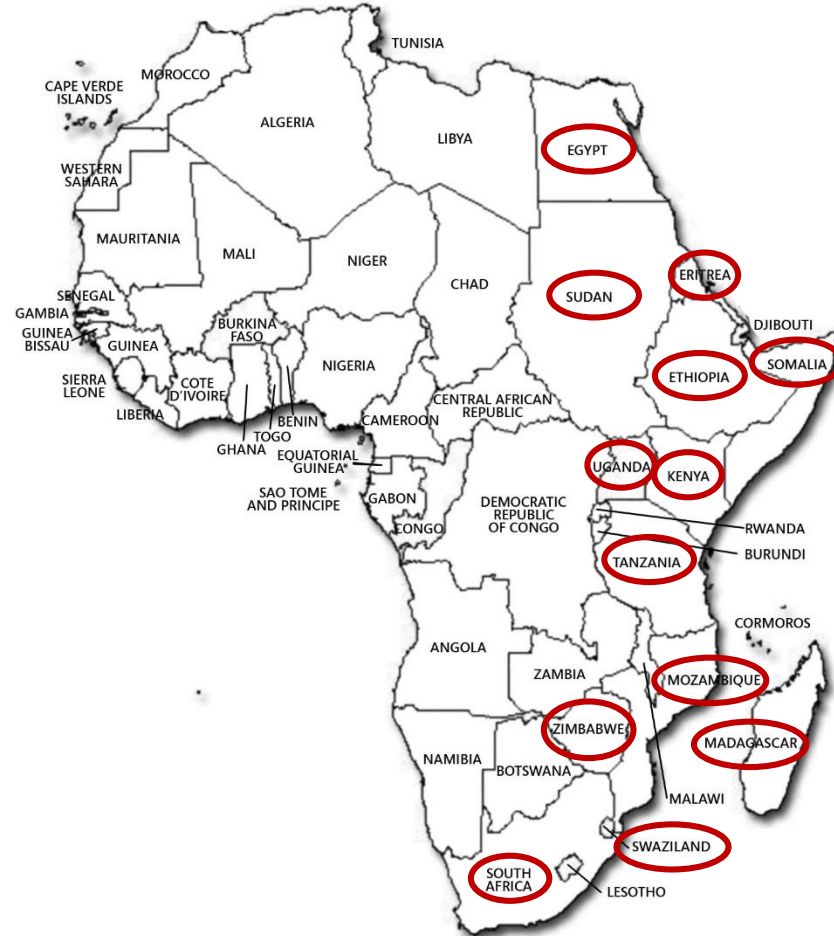 TUNISIA
MOROCCO
CAPE VERDE
ISLANDS
ALGERIA
LIBYA
EGYPT
WESTERN
SAHARA
MAURITANIA
MALI
NIGER
CHAD
SUDAN
ERITREA
SENEGAL
GAMBIA
GUINEA
BISSAU
GUINEA
BURKINA
FASO
NIGERIA
DJIBOUTI
SOMALIA
ETHIOPIA
SIERRA
LEONE
COTE
D'IVOIRE
LIBERIA
GHANA
TOGO
BENIN
CAMEROON
CENTRAL AFRICAN
REPUBLIC
EQUATORIAL
GUINEA
SAO TOME
AND PRINCIPE
GABON
CONGO
DEMOCRATIC
REPUBLIC
OF CONGO
UGANDA
KENYA
RWANDA
BURUNDI
TANZANIA
CORMOROS
ANGOLA
ZAMBIA
MOZAMBIQUE
ZIMBABWE
MADAGASCAR
NAMIBIA
BOTSWANA
MALAWI
SWAZILAND
SOUTH
AFRICA
LESOTHO